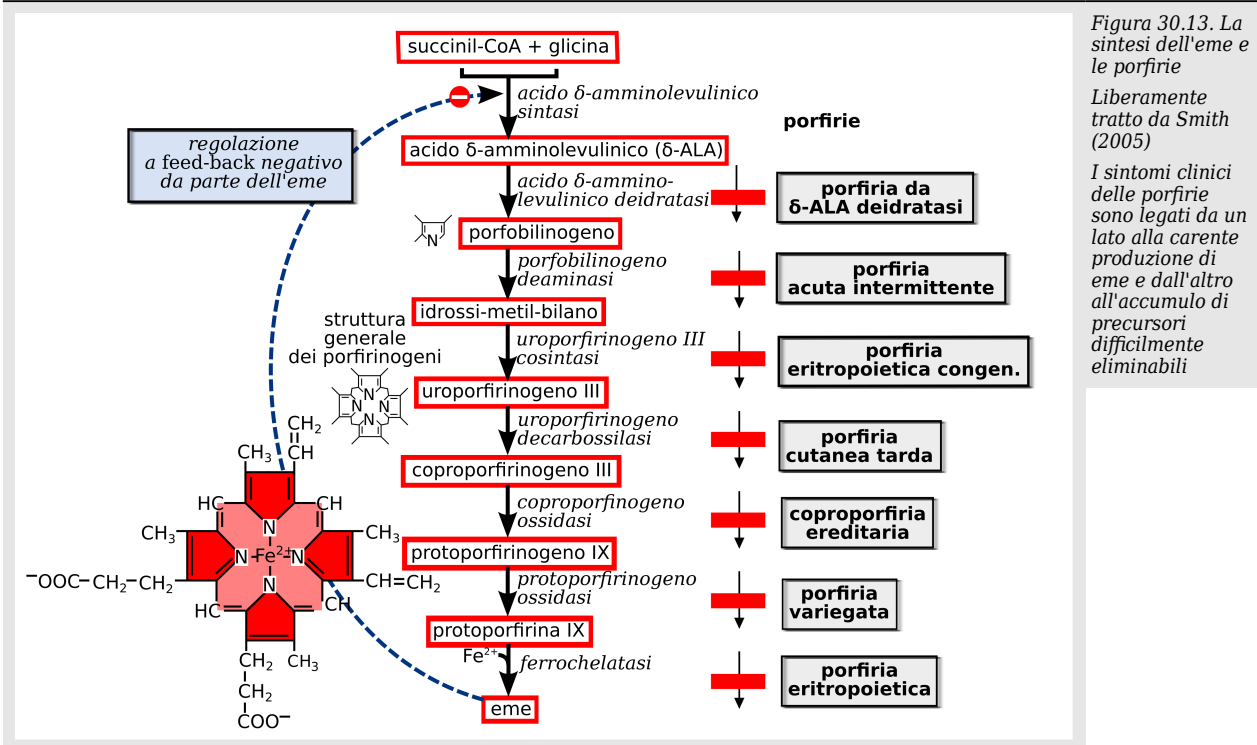 succinil-CoA + glicina
acido δ-amminolevulinico
sintasi
porfirie
regolazione
a feed-back negativo
da parte dell'eme
acido δ-amminolevulinico (δ-ALA)
acido δ-ammino-
levulinico deidratasi
porfiria da
δ-ALA deidratasi
N
porfobilinogeno
porfobilinogeno
deaminasi
porfiria
acuta intermittente
idrossi-metil-bilano
struttura
generale
dei porfirinogeni
uroporfirinogeno III
cosintasi
porfiria
eritropoietica congen.
N
N N
N
uroporfirinogeno III
uroporfirinogeno
decarbossilasi
porfiria
cutanea tarda
coproporfirinogeno III
coproporfinogeno
ossidasi
coproporfiria
ereditaria
protoporfirinogeno IX
protoporfirinogeno
ossidasi
porfiria
variegata
protoporfirina IX
Fe²⁺
ferrochelatasi
porfiria
eritropoietica
eme
CH₂
CH₃ CH
HC CH
N
CH₃ CH₃
N Fe²⁺ N
⁻OOC−CH₂−CH₂ CH=CH₂
N
HC CH
CH₂ CH₃
CH₂
COO⁻
Figura 30.13. La
sintesi dell'eme e
le porfirie
Liberamente
tratto da Smith
(2005)
I sintomi clinici
delle porfirie
sono legati da un
lato alla carente
produzione di
eme e dall'altro
all'accumulo di
precursori
difficilmente
eliminabili